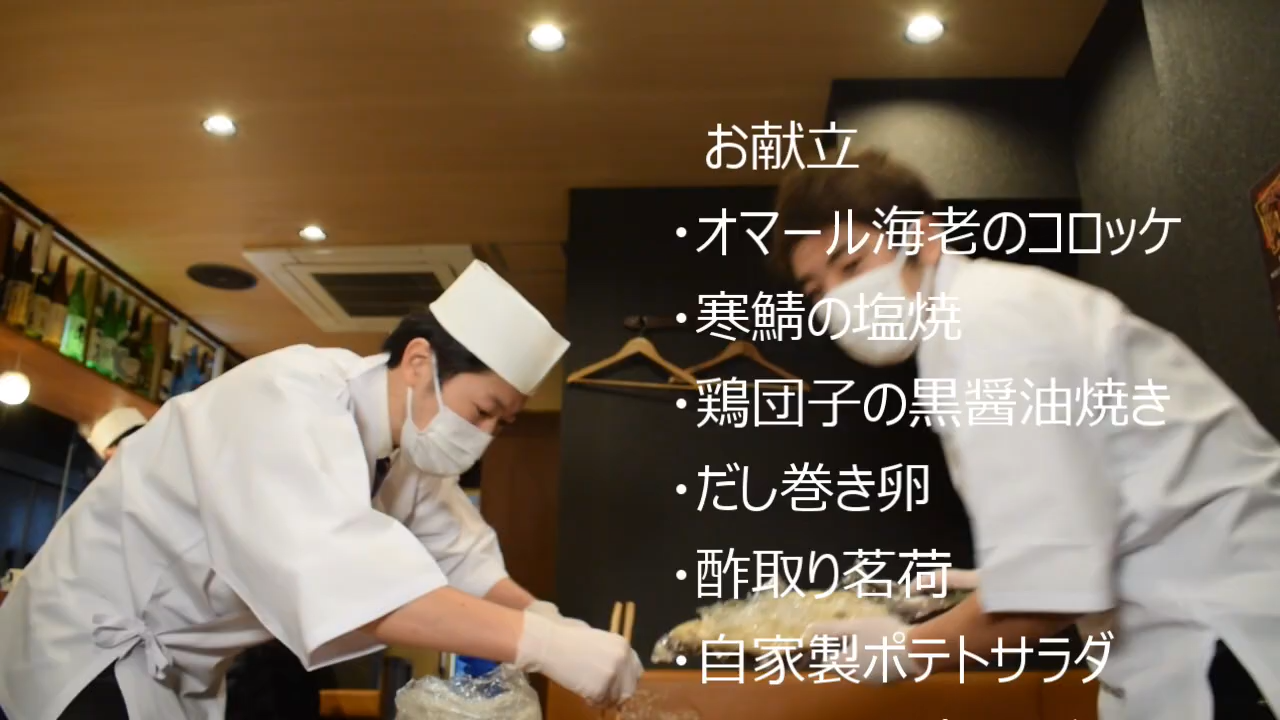 お献立
・オマール海老のコロッケ
・寒鯖の塩焼
・鶏団子の黒醤油焼き
・だし巻き卵
・酢取り茗荷
・自家製ポテトサラダ